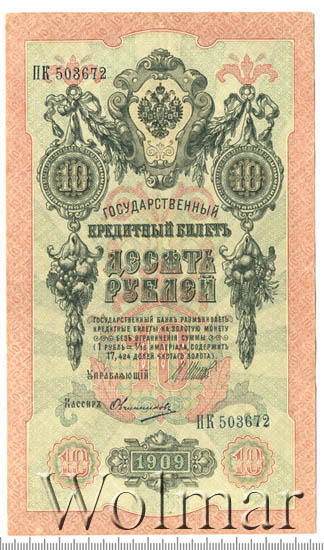 ПК 503672
10 10
ГОСУДАРСТВЕННЫЙ
КРЕДИТНЫЙ БИЛЕТЪ
ДЕСЯТЬ
РУБЛЕЙ
ГОСУДАРСТВЕННЫЙ БАНКЪ РАЗМѢНИВАЕТЪ
КРЕДИТНЫЕ БИЛЕТЫ НА ЗОЛОТУЮ МОНЕТУ
БЕЗЪ ОГРАНИЧЕНІЯ СУММЫ
(1 РУБЛЬ = 1/15 ИМПЕРІАЛА, СОДЕРЖИТЪ
17,424 ДОЛЕЙ ЧИСТАГО ЗОЛОТА).
УПРАВЛЯЮЩІЙ
КАССИРЪ Овчинниковъ
ПК 503672
10 1909 10
Wolmar